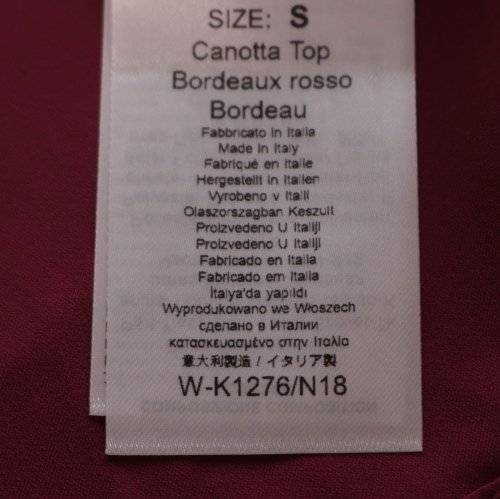 SIZE: S
Canotta Top
Bordeaux rosso
Bordeau
Fabbricato in Italia
Made in Italy
Fabriqué en Italie
Hergestellt in Italien
Vyrobeno v Itálii
Olaszorszagban Keszult
Proizvedeno U Italiji
Proizvedeno U Italiji
Fabricado en Italia
Fabricado em Italia
İtalya'da yapıldı
Wyprodukowano we Włoszech
сделано в Италии
κατασκευασμένο στην Ιταλία
意大利製造 / イタリア製
W-K1276/N18